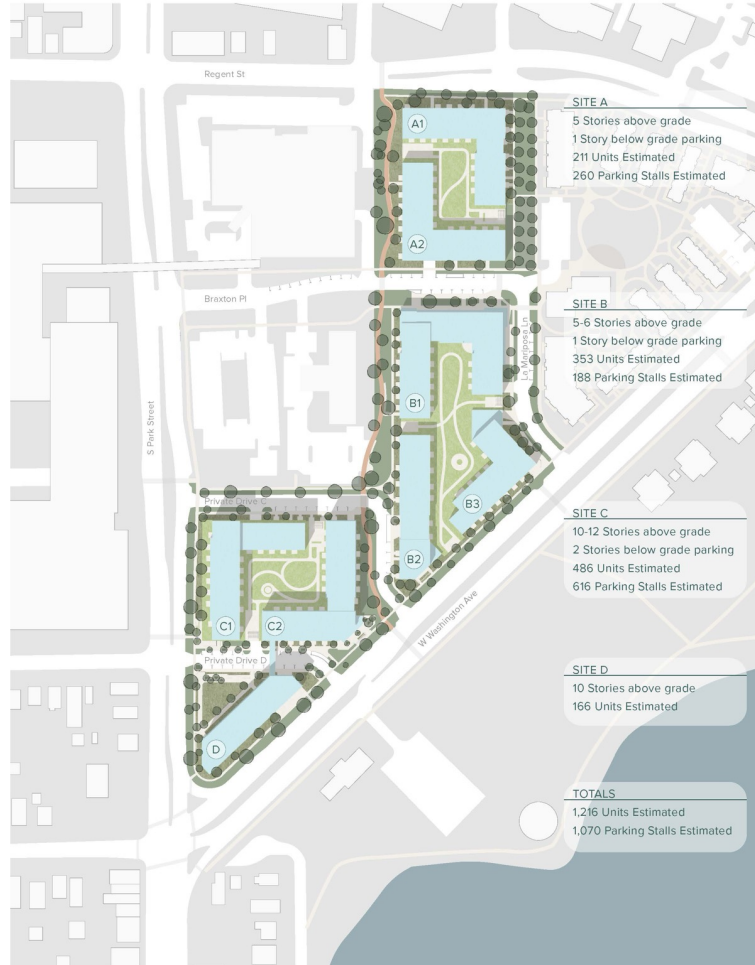 Regent St
A1
A2
SITE A
5 Stories above grade
1 Story below grade parking
211 Units Estimated
260 Parking Stalls Estimated
Braxton Pl
La Mariposa Ln
S Park Street
B1
B3
B2
SITE B
5-6 Stories above grade
1 Story below grade parking
353 Units Estimated
188 Parking Stalls Estimated
Private Drive C
C1
C2
W Washington Ave
Private Drive D
D
SITE C
10-12 Stories above grade
2 Stories below grade parking
486 Units Estimated
616 Parking Stalls Estimated
SITE D
10 Stories above grade
166 Units Estimated
TOTALS
1,216 Units Estimated
1,070 Parking Stalls Estimated